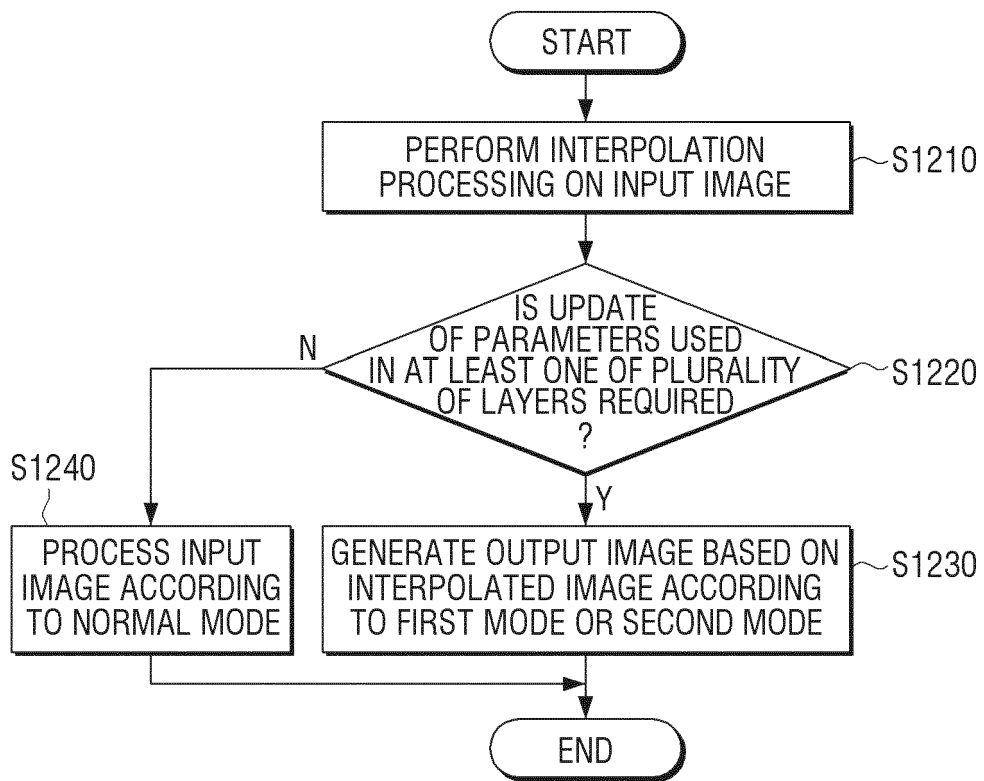 START
PERFORM INTERPOLATION
PROCESSING ON INPUT IMAGE
S1210
IS UPDATE
OF PARAMETERS USED
IN AT LEAST ONE OF PLURALITY
OF LAYERS REQUIRED
?
S1220
N
Y
S1240
PROCESS INPUT
IMAGE ACCORDING
TO NORMAL MODE
GENERATE OUTPUT IMAGE BASED ON
INTERPOLATED IMAGE ACCORDING
TO FIRST MODE OR SECOND MODE
S1230
END